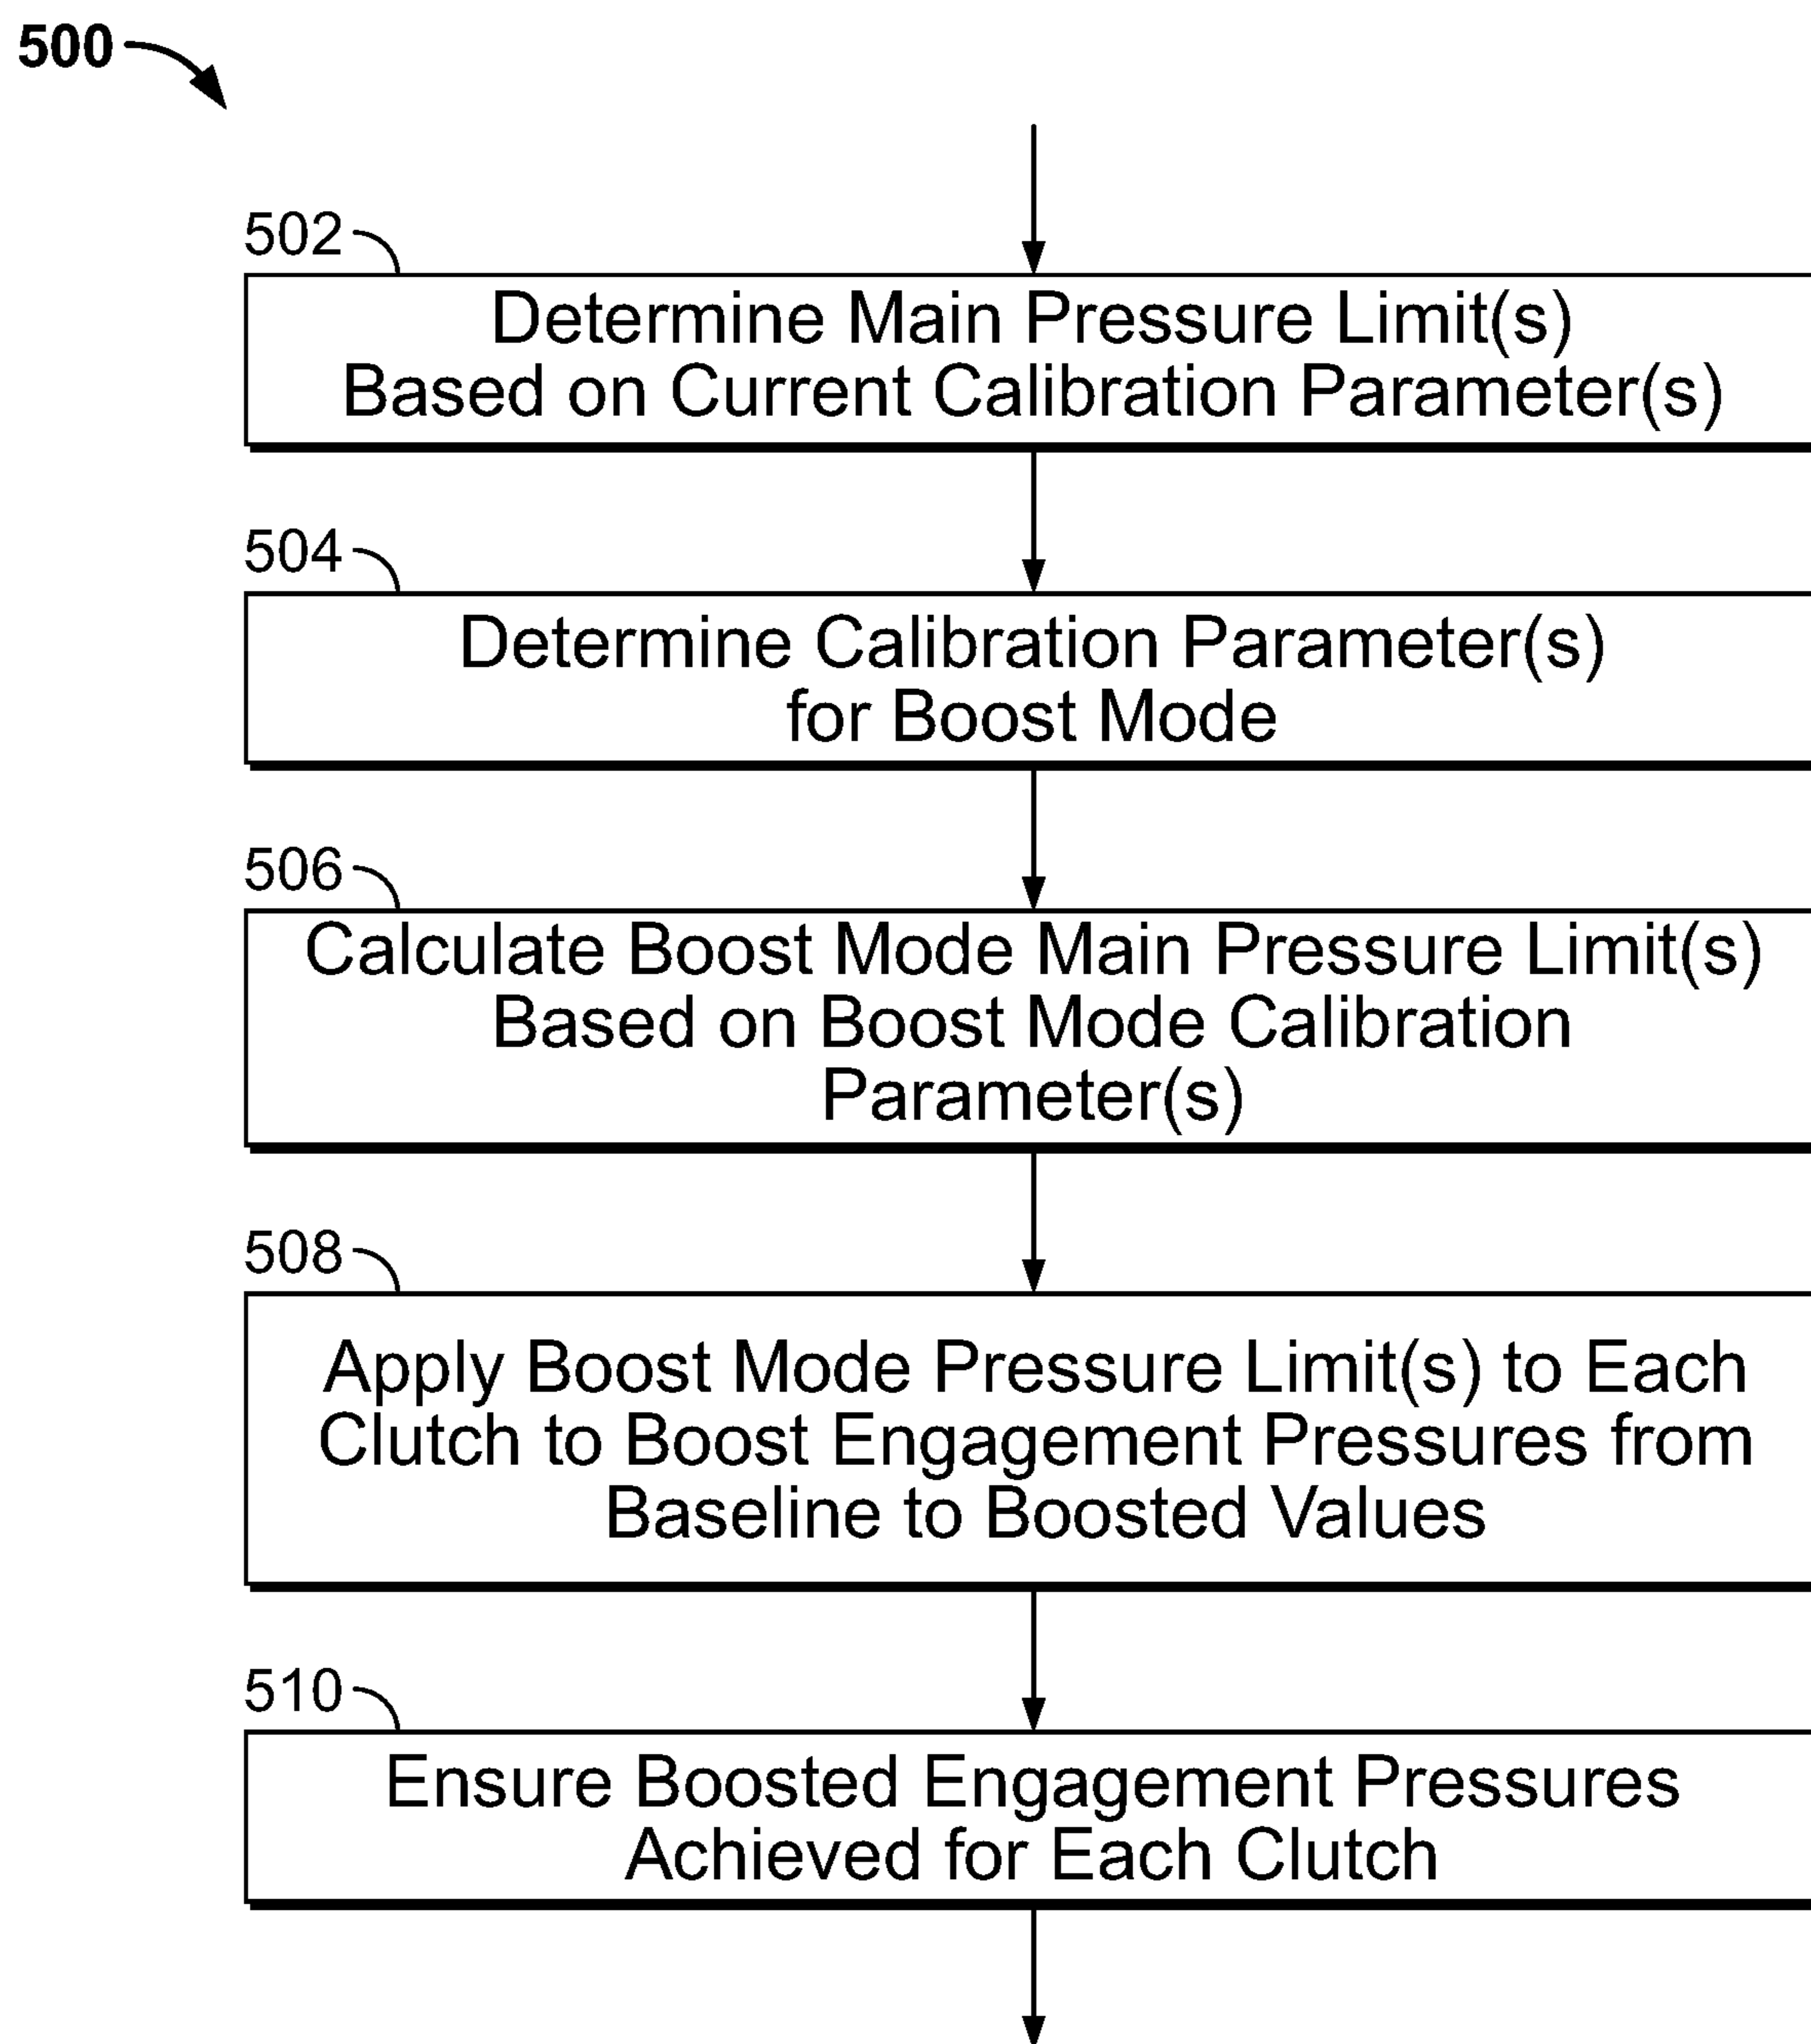 500
502
Determine Main Pressure Limit(s)
Based on Current Calibration Parameter(s)
504
Determine Calibration Parameter(s)
for Boost Mode
506
Calculate Boost Mode Main Pressure Limit(s)
Based on Boost Mode Calibration
Parameter(s)
508
Apply Boost Mode Pressure Limit(s) to Each
Clutch to Boost Engagement Pressures from
Baseline to Boosted Values
510
Ensure Boosted Engagement Pressures
Achieved for Each Clutch